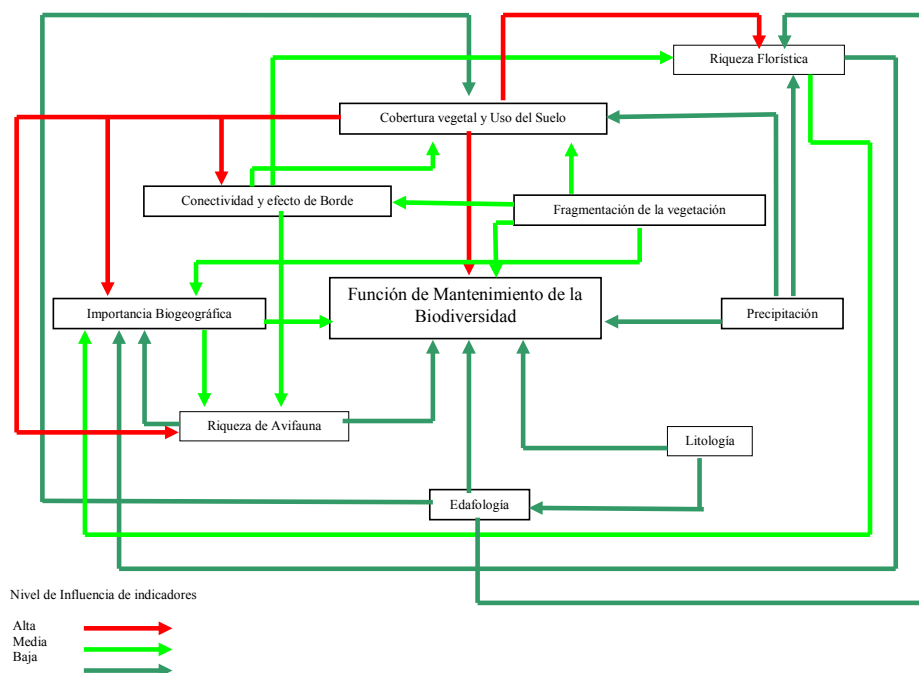 Riqueza Florística
Cobertura vegetal y Uso del Suelo
Conectividad y efecto de Borde
Fragmentación de la vegetación
Función de Mantenimiento de la
Biodiversidad
Importancia Biogeográfica
Precipitación
Riqueza de Avifauna
Litología
Edafología
Nivel de Influencia de indicadores
Alta
Media
Baja